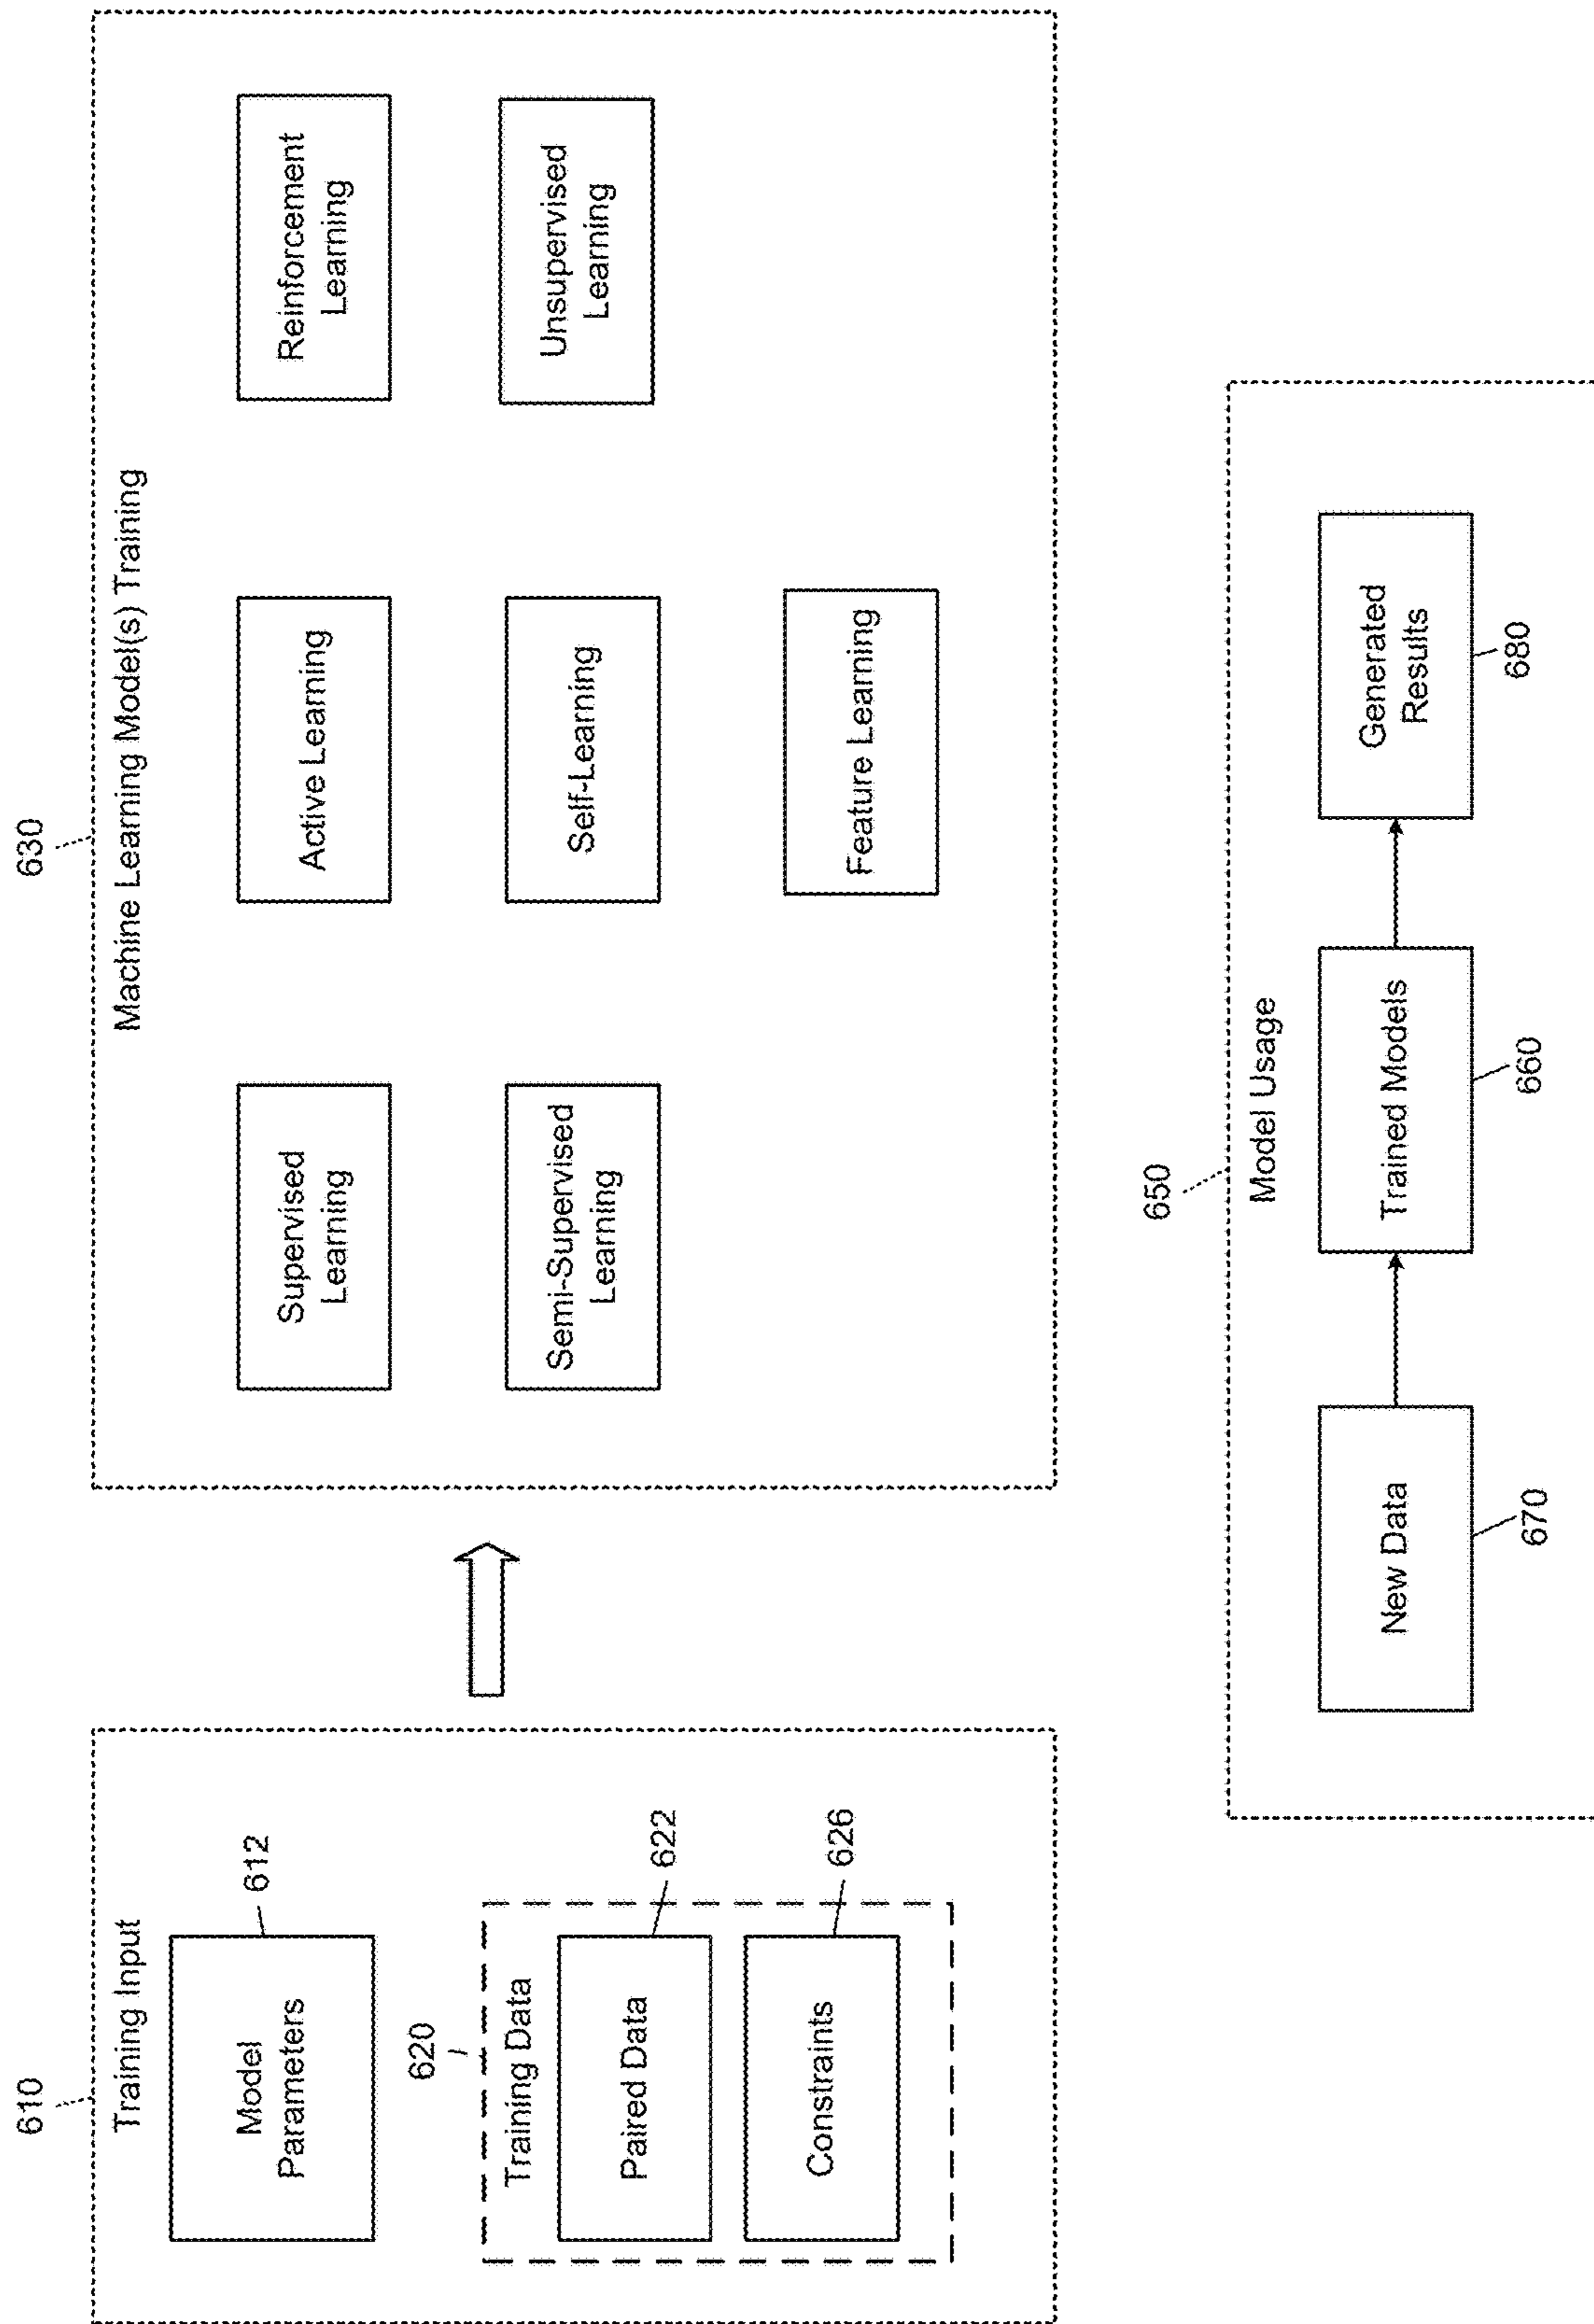 610
Training Input
Model
Parameters
612
620
Training Data
Paired Data
622
Constraints
626
630
Machine Learning Model(s) Training
Supervised
Learning
Active Learning
Reinforcement
Learning
Semi-Supervised
Learning
Self-Learning
Unsupervised
Learning
Feature Learning
650
Model Usage
New Data
670
Trained Models
660
Generated
Results
680